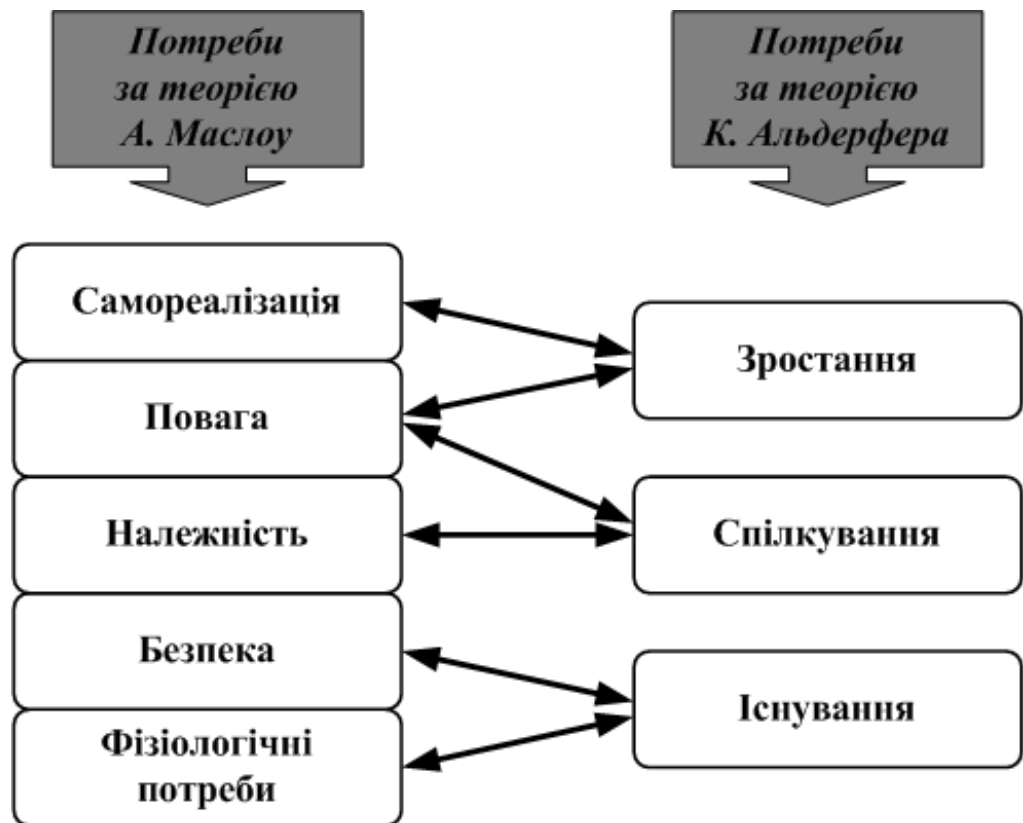 Потреби
за теорією
А. Маслоу
Потреби
за теорією
К. Альдерфера
Самореалізація
Повага
Належність
Безпека
Фізіологічні
потреби
Зростання
Спілкування
Існування